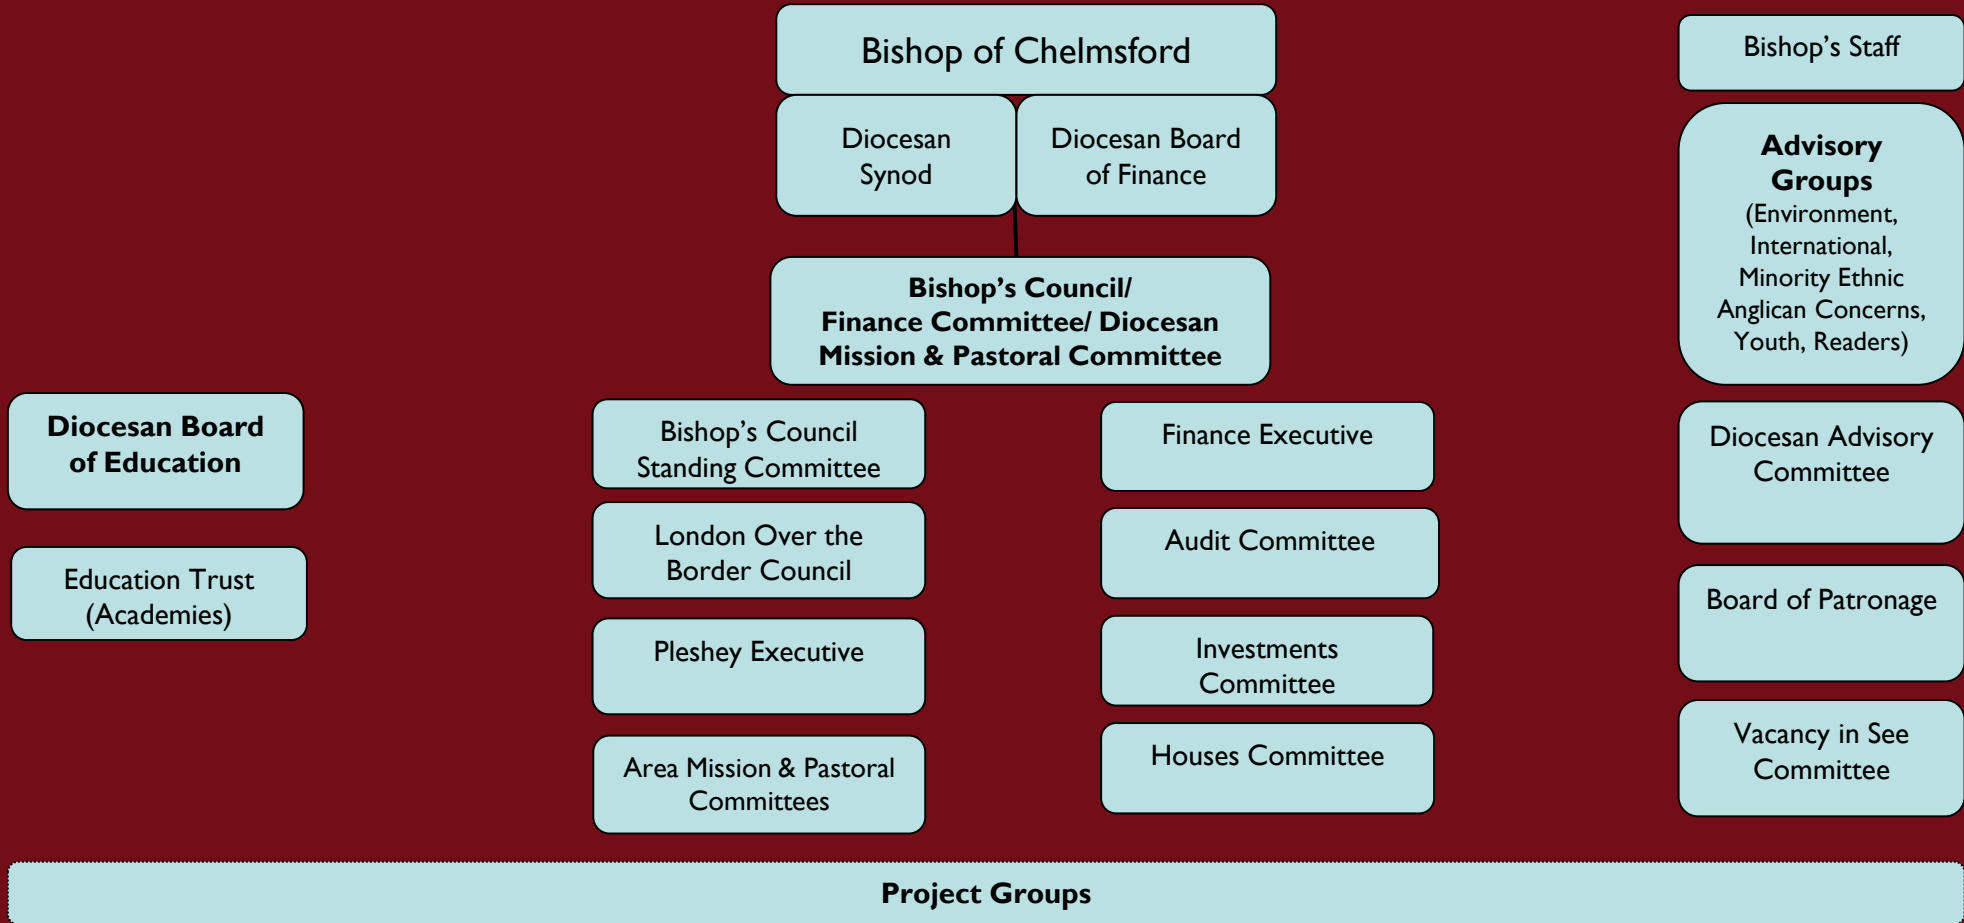 Bishop of Chelmsford
Diocesan
Synod
Diocesan Board
of Finance
Bishop’s Council/
Finance Committee/ Diocesan
Mission & Pastoral Committee
Diocesan Board
of Education
Education Trust
(Academies)
Bishop’s Council
Standing Committee
London Over the
Border Council
Pleshey Executive
Area Mission & Pastoral
Committees
Finance Executive
Audit Committee
Investments
Committee
Houses Committee
Bishop’s Staff
Advisory
Groups
(Environment,
International,
Minority Ethnic
Anglican Concerns,
Youth, Readers)
Diocesan Advisory
Committee
Board of Patronage
Vacancy in See
Committee
Project Groups